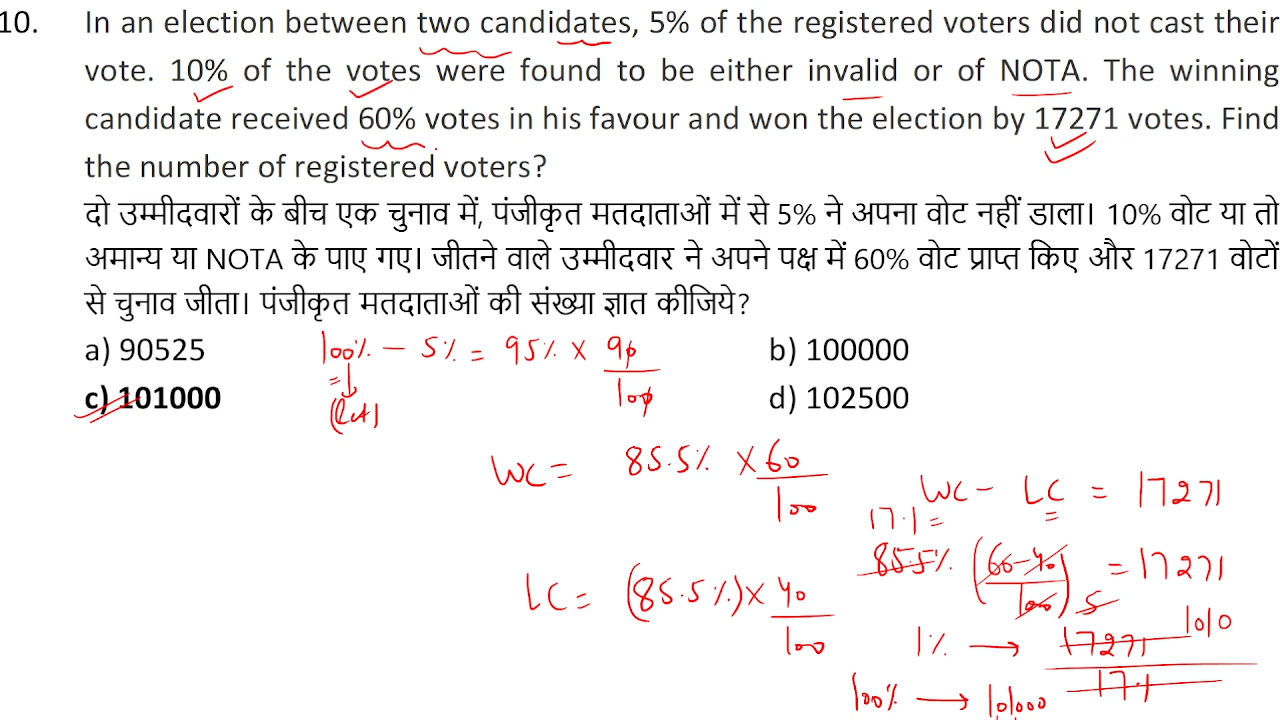 10. In an election between two candidates, 5% of the registered voters did not cast their
vote. 10% of the votes were found to be either invalid or of NOTA. The winning
candidate received 60% votes in his favour and won the election by 17271 votes. Find
the number of registered voters?
दो उम्मीदवारों के बीच एक चुनाव में, पंजीकृत मतदाताओं में से 5% ने अपना वोट नहीं डाला। 10% वोट या तो
अमान्य या NOTA के पाए गए। जीतने वाले उम्मीदवार ने अपने पक्ष में 60% वोट प्राप्त किए और 17271 वोटों
से चुनाव जीता। पंजीकृत मतदाताओं की संख्या ज्ञात कीजिये?
a) 90525 b) 100000
c) 101000 d) 102500
100% - 5% = 95% × 90/100
(Let)
WC = 85.5% × 60/100
WC - LC = 17271
17.1
85.5% (60-40/100) = 17271
5
LC = (85.5%) × 40/100
1010
1% → 17271/17.1
100% → 101000